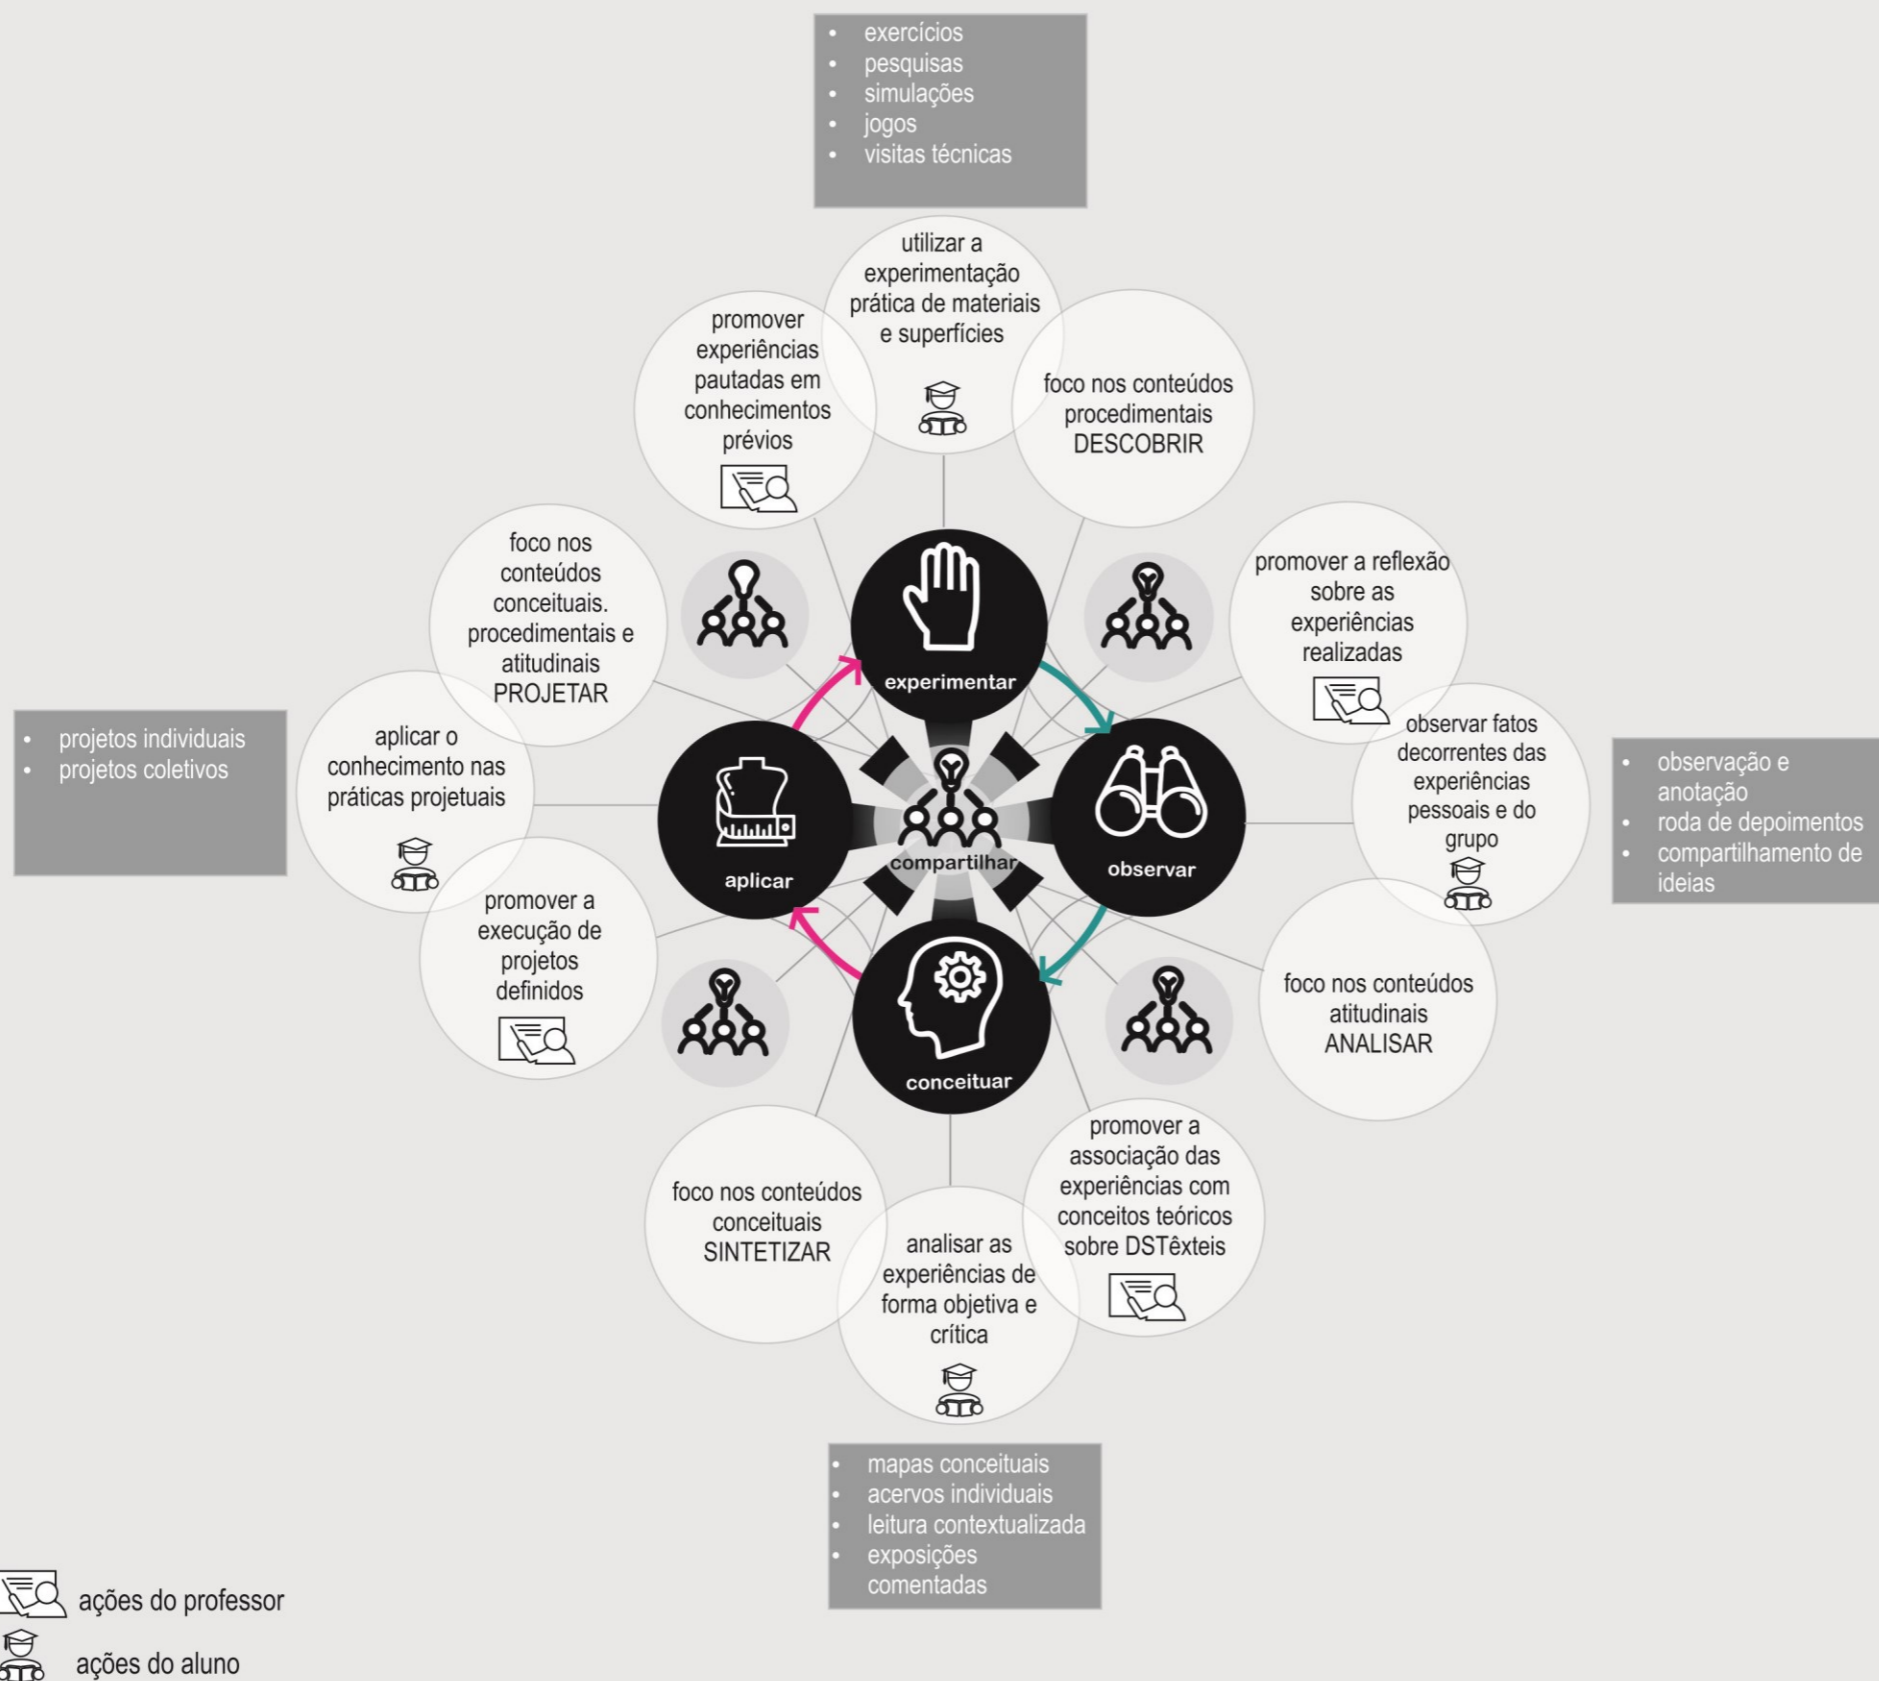 • exercícios
• pesquisas
• simulações
• jogos
• visitas técnicas
utilizar a
experimentação
prática de materiais
e superfícies
promover
experiências
pautadas em
conhecimentos
prévios
foco nos conteúdos
procedimentais
DESCOBRIR
foco nos
conteúdos
conceituais.
procedimentais e
atitudinais
PROJETAR
promover a reflexão
sobre as
experiências
realizadas
experimentar
• projetos individuais
• projetos coletivos
aplicar o
conhecimento nas
práticas projetuais
observar fatos
decorrentes das
experiências
pessoais e do
grupo
• observação e
anotação
• roda de depoimentos
• compartilhamento de
ideias
compartilhar
aplicar
observar
promover a
execução de
projetos
definidos
foco nos conteúdos
atitudinais
ANALISAR
conceituar
promover a
associação das
experiências com
conceitos teóricos
sobre DSTêxteis
foco nos conteúdos
conceituais
SINTETIZAR
analisar as
experiências de
forma objetiva e
crítica
• mapas conceituais
• acervos individuais
• leitura contextualizada
• exposições
comentadas
ações do professor
ações do aluno